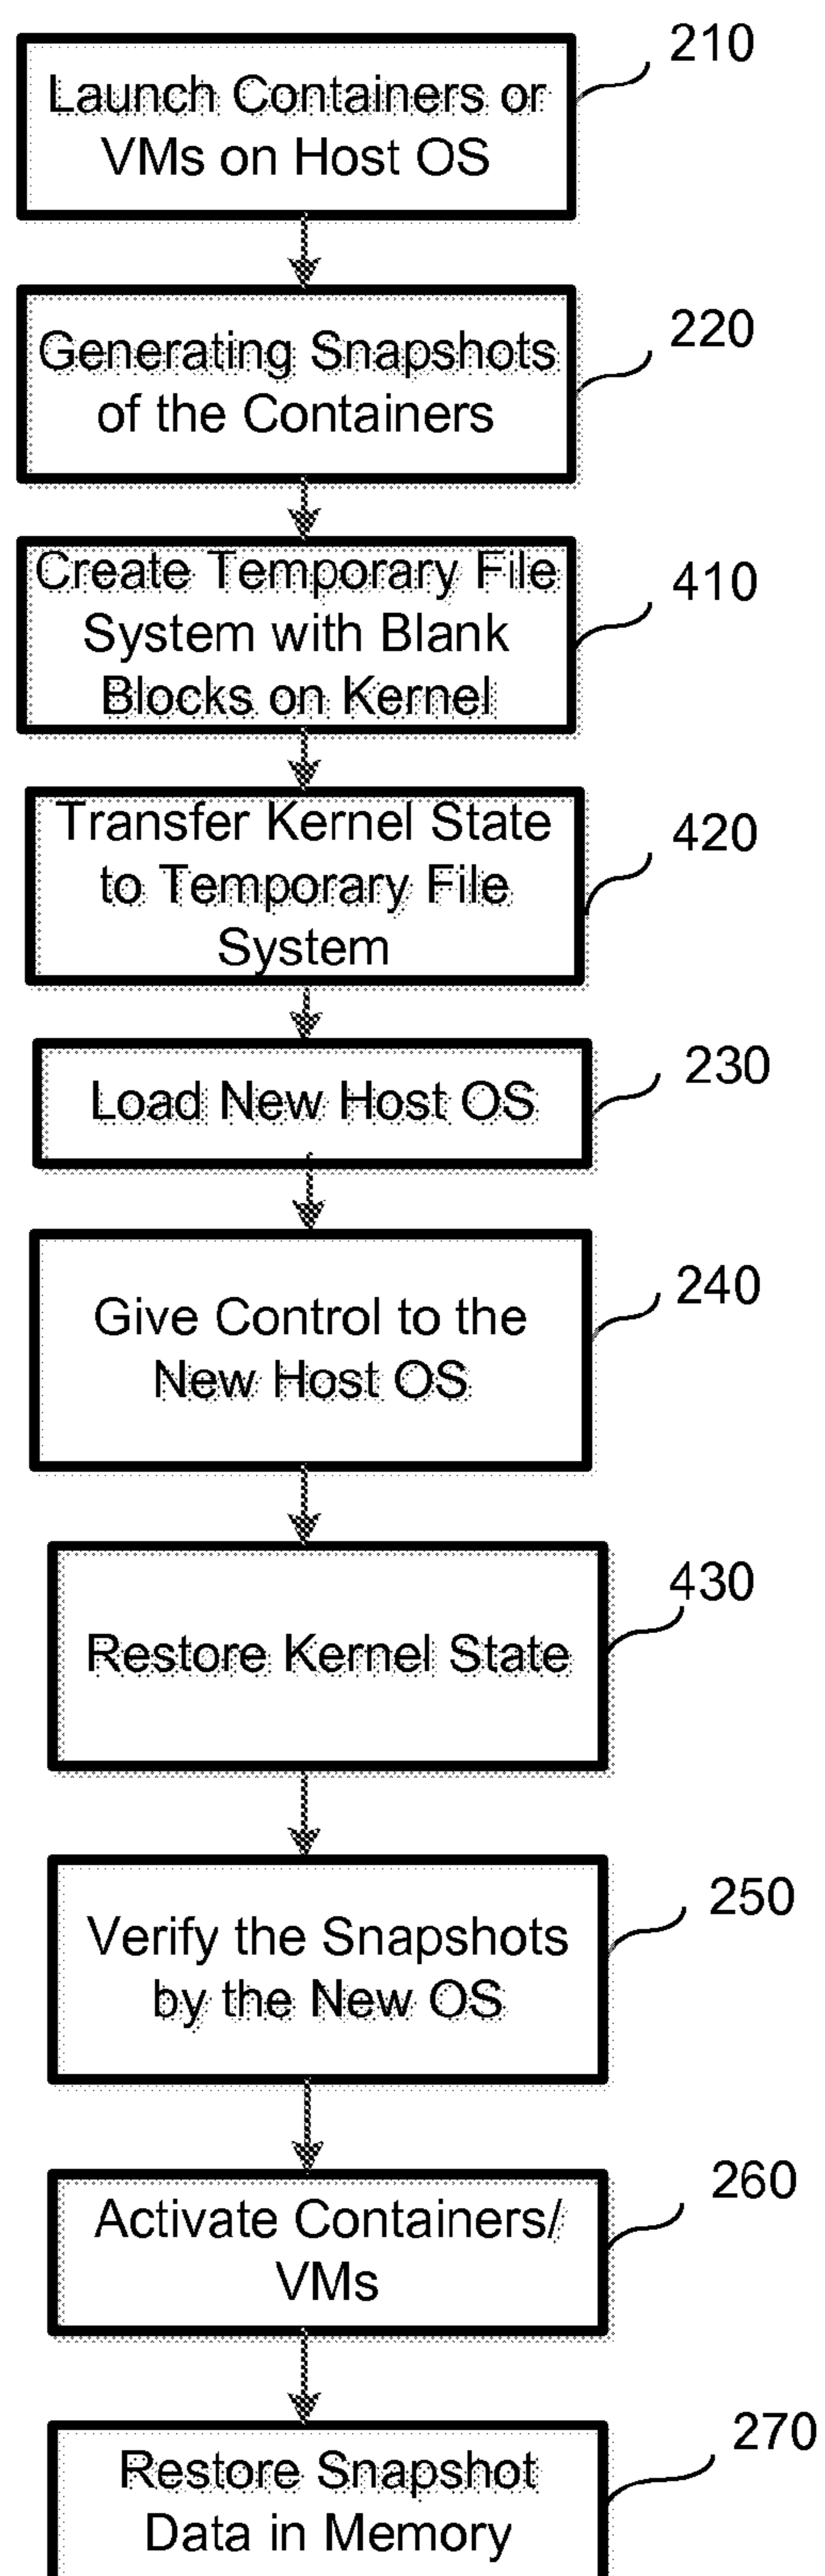 210
Launch Containers or
VMs on Host OS
220
Generating Snapshots
of the Containers
410
Create Temporary File
System with Blank
Blocks on Kernel
420
Transfer Kernel State
to Temporary File
System
230
Load New Host OS
240
Give Control to the
New Host OS
430
Restore Kernel State
250
Verify the Snapshots
by the New OS
260
Activate Containers/
VMs
270
Restore Snapshot
Data in Memory